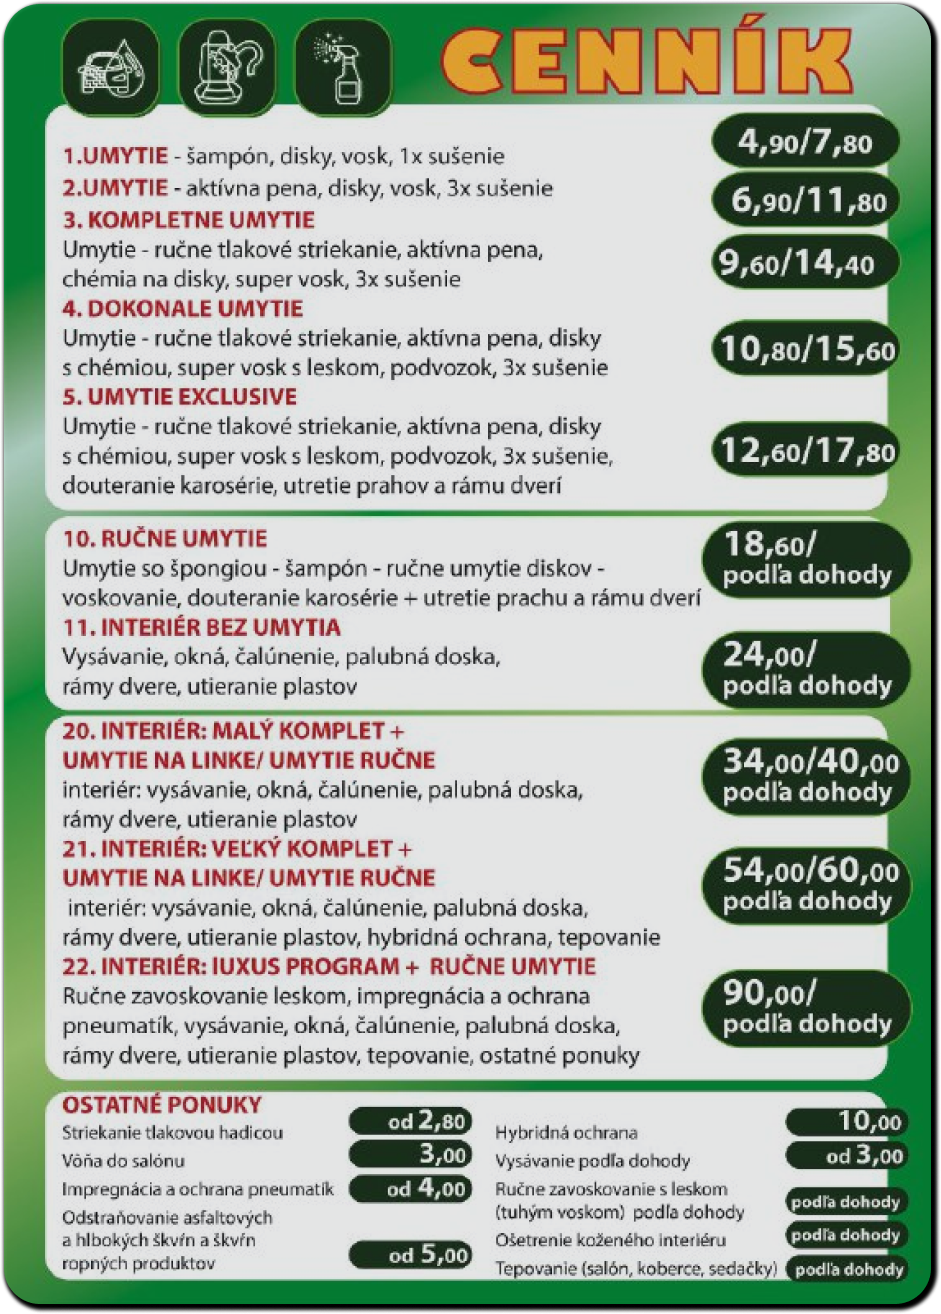 CENNÍK
1.UMYTIE - šampón, disky, vosk, 1x sušenie 4,90/7,80
2.UMYTIE - aktívna pena, disky, vosk, 3x sušenie 6,90/11,80
3. KOMPLETNE UMYTIE
Umytie - ručne tlakové striekanie, aktívna pena,
chémia na disky, super vosk, 3x sušenie 9,60/14,40
4. DOKONALE UMYTIE
Umytie - ručne tlakové striekanie, aktívna pena, disky
s chémiou, super vosk s leskom, podvozok, 3x sušenie 10,80/15,60
5. UMYTIE EXCLUSIVE
Umytie - ručne tlakové striekanie, aktívna pena, disky
s chémiou, super vosk s leskom, podvozok, 3x sušenie, 12,60/17,80
douteranie karosérie, utretie prahov a rámu dverí
10. RUČNE UMYTIE 18,60/
Umytie so špongiou - šampón - ručne umytie diskov - podľa dohody
voskovanie, douteranie karosérie + utretie prachu a rámu dverí
11. INTERIÉR BEZ UMYTIA
Vysávanie, okná, čalúnenie, palubná doska, 24,00/
rámy dvere, utieranie plastov podľa dohody
20. INTERIÉR: MALÝ KOMPLET +
UMYTIE NA LINKE/ UMYTIE RUČNE 34,00/40,00
interiér: vysávanie, okná, čalúnenie, palubná doska, podľa dohody
rámy dvere, utieranie plastov
21. INTERIÉR: VEĽKÝ KOMPLET +
UMYTIE NA LINKE/ UMYTIE RUČNE 54,00/60,00
interiér: vysávanie, okná, čalúnenie, palubná doska, podľa dohody
rámy dvere, utieranie plastov, hybridná ochrana, tepovanie
22. INTERIÉR: lUXUS PROGRAM + RUČNE UMYTIE
Ručne zavoskovanie leskom, impregnácia a ochrana 90,00/
pneumatík, vysávanie, okná, čalúnenie, palubná doska, podľa dohody
rámy dvere, utieranie plastov, tepovanie, ostatné ponuky
OSTATNÉ PONUKY
Striekanie tlakovou hadicou od 2,80
Vôňa do salónu 3,00
Impregnácia a ochrana pneumatík od 4,00
Odstraňovanie asfaltových
a hlbokých škvŕn a škvŕn
ropných produktov od 5,00
Hybridná ochrana 10,00
Vysávanie podľa dohody od 3,00
Ručne zavoskovanie s leskom
(tuhým voskom) podľa dohody podľa dohody
Ošetrenie koženého interiéru podľa dohody
Tepovanie (salón, koberce, sedačky) podľa dohody